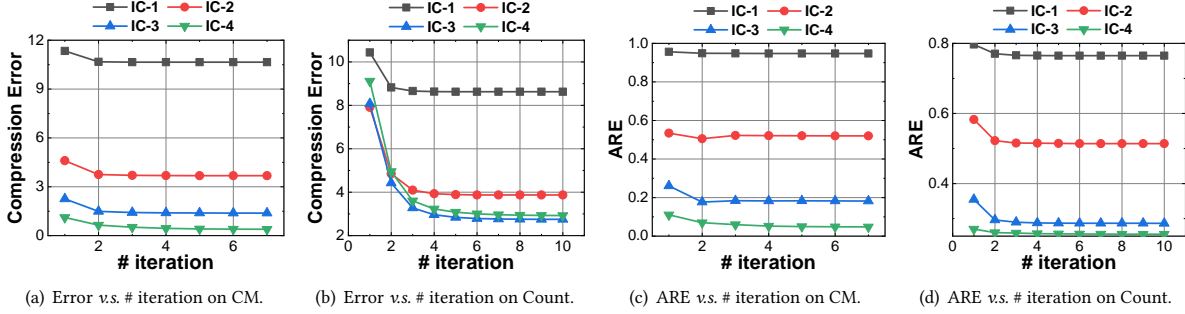 IC-1 IC-2
IC-3 IC-4
12
9
6
3
0
2 4 6
Compression Error
# iteration
(a) Error v.s. # iteration on CM.
IC-1 IC-2
IC-3 IC-4
10
8
6
4
2
0 2 4 6 8 10
Compression Error
# iteration
(b) Error v.s. # iteration on Count.
IC-1 IC-2
IC-3 IC-4
1.0
0.8
0.6
0.4
0.2
0.0
2 4 6
ARE
# iteration
(c) ARE v.s. # iteration on CM.
IC-1 IC-2
IC-3 IC-4
0.8
0.6
0.4
0 2 4 6 8 10
ARE
# iteration
(d) ARE v.s. # iteration on Count.